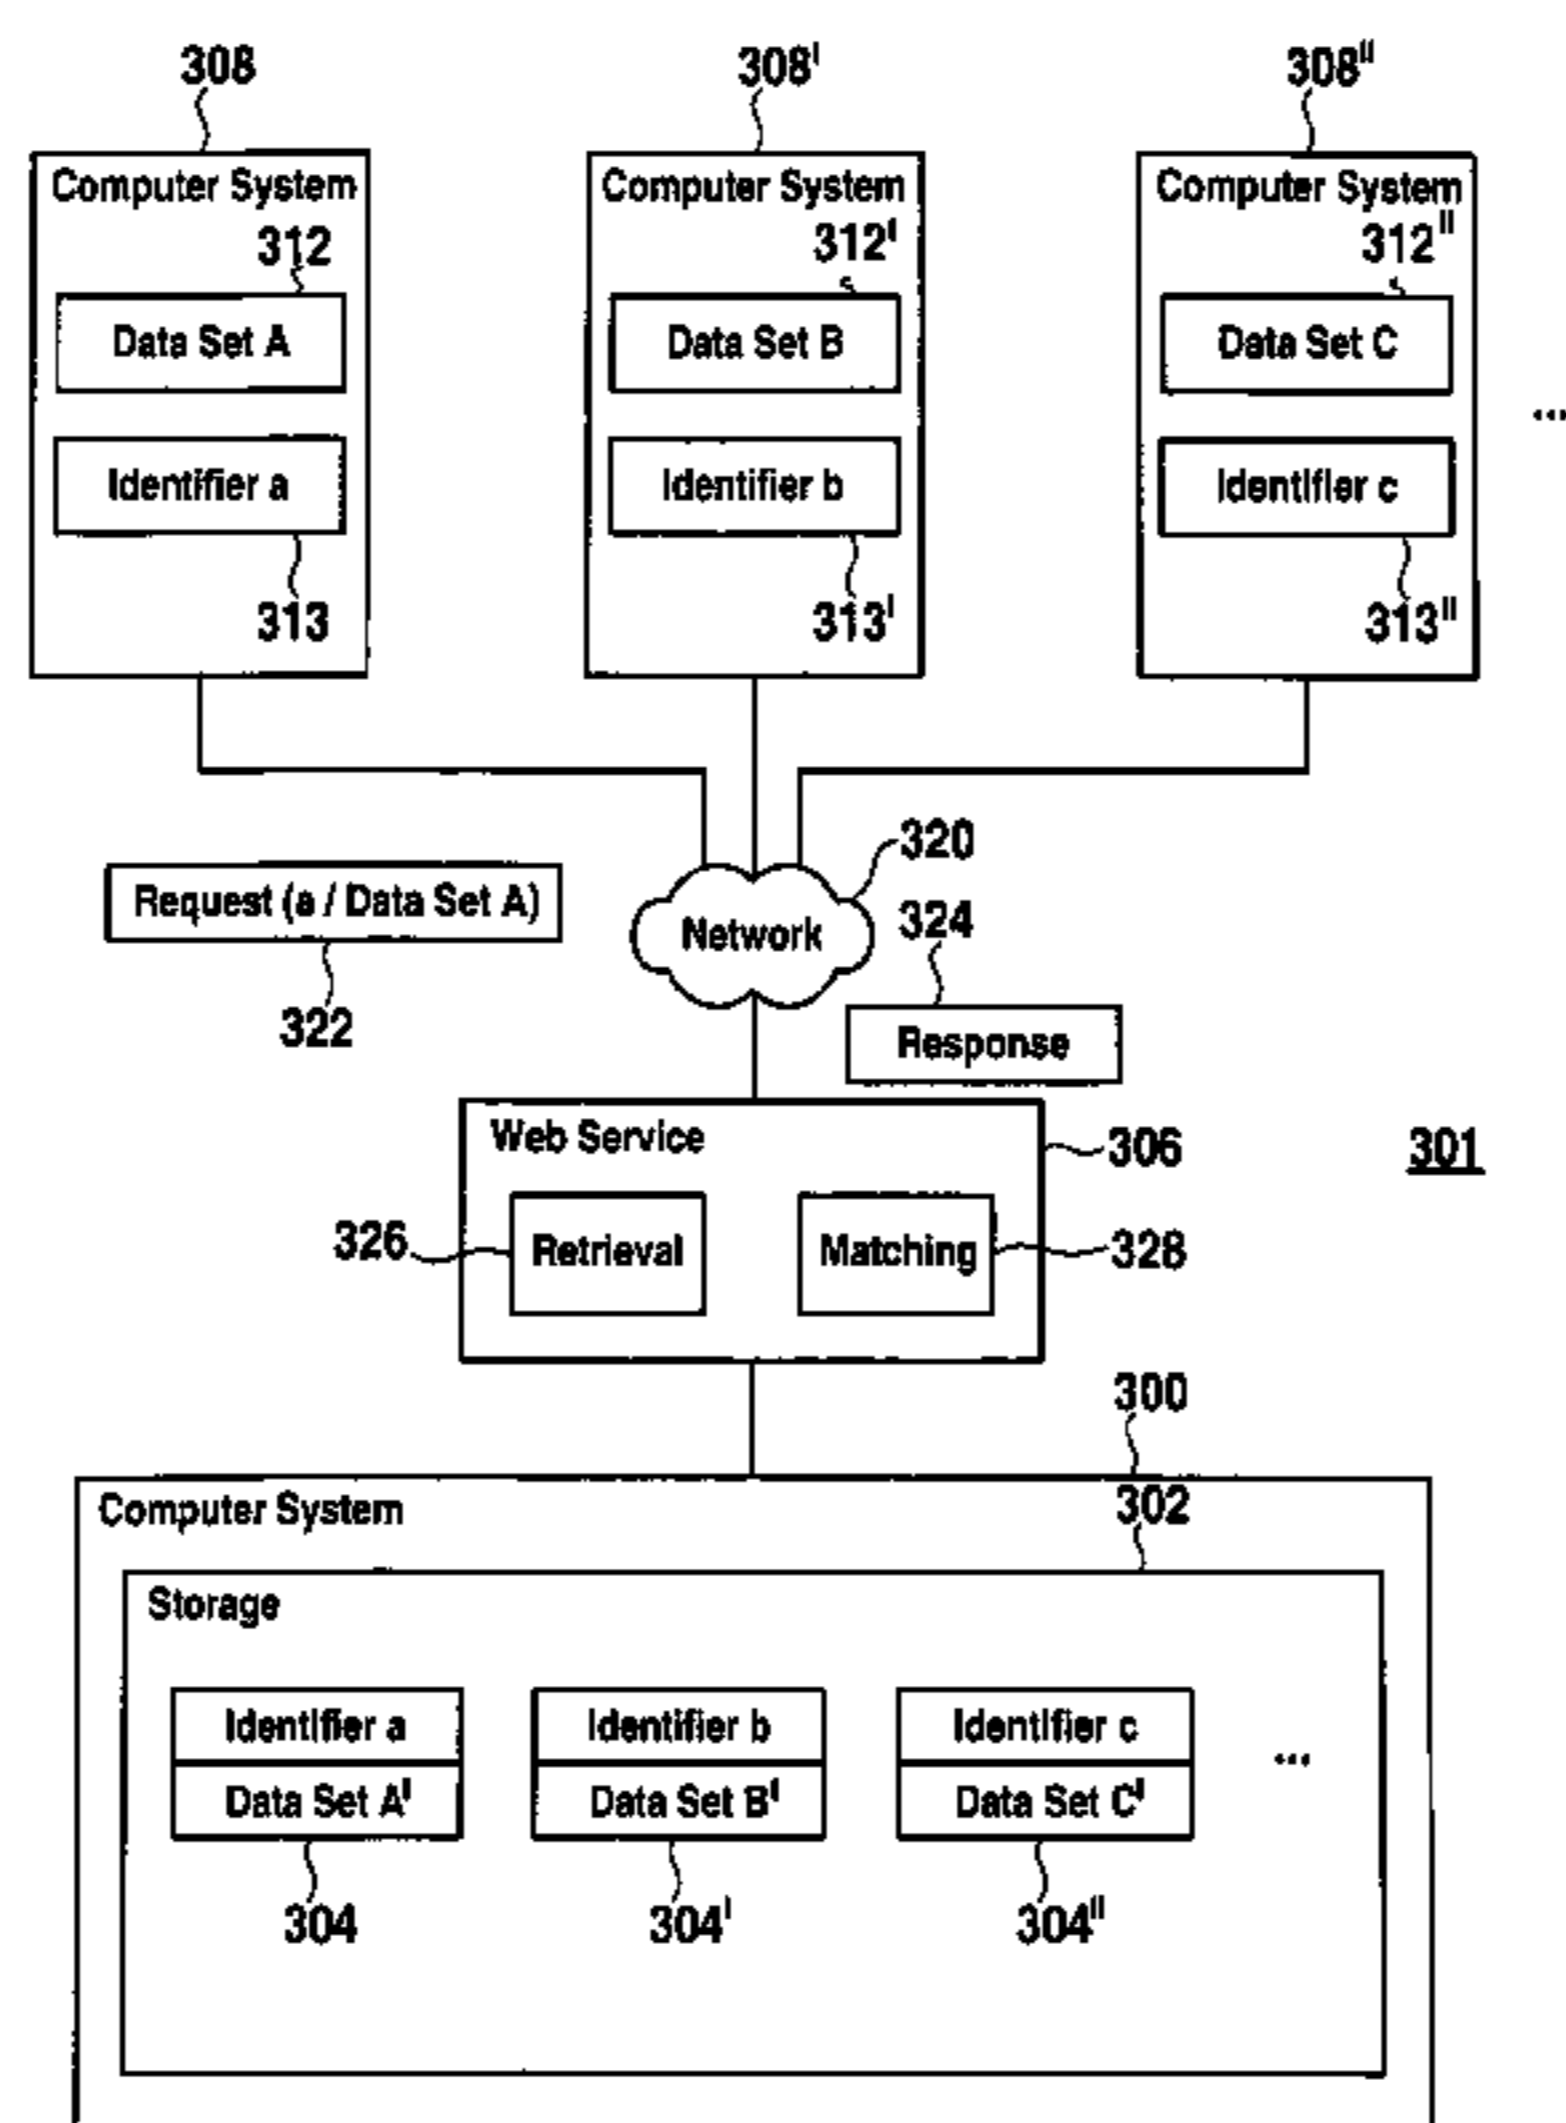 308 308' 308''
Computer System Computer System Computer System
312 312' 312''
Data Set A Data Set B Data Set C
...
Identifier a Identifier b Identifier c
313 313' 313''
320
Request (a / Data Set A)
Network
324
322
Response
Web Service
306
301
326
Retrieval
Matching
328
300
Computer System
302
Storage
Identifier a Identifier b Identifier c
...
Data Set A' Data Set B' Data Set C'
304 304' 304''